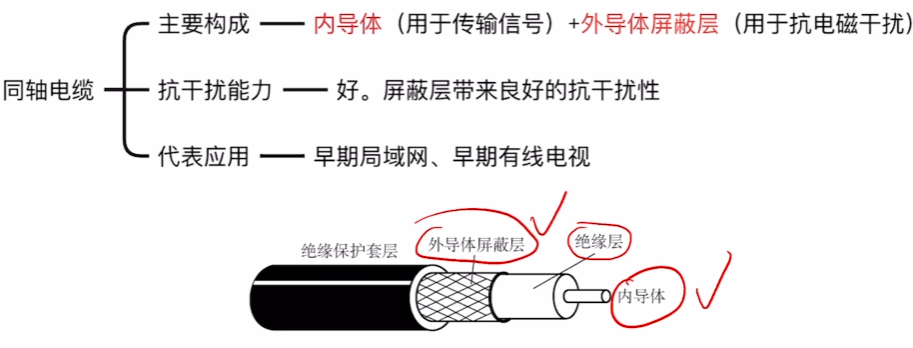 主要构成 内导体（用于传输信号）+外导体屏蔽层（用于抗电磁干扰）
同轴电缆 抗干扰能力 好。屏蔽层带来良好的抗干扰性
代表应用 早期局域网、早期有线电视
绝缘保护套层 外导体屏蔽层 绝缘层
内导体